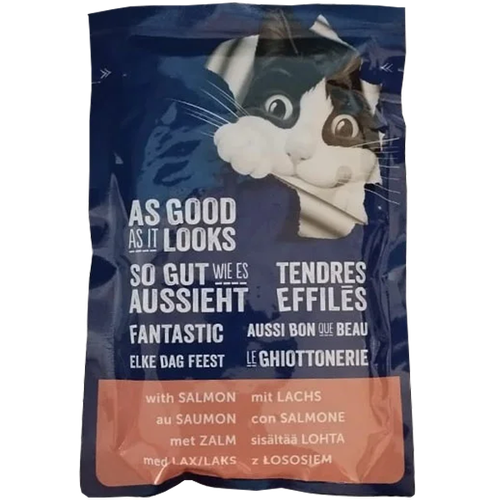 AS GOOD
AS IT LOOKS
SO GUT WIE ES
AUSSIEHT
TENDRES
EFFILÉS
FANTASTIC
AUSSI BON QUE BEAU
ELKE DAG FEEST
LE GHIOTTONERIE
with SALMON
au SAUMON
met ZALM
med LAX/LAKS
mit LACHS
con SALMONE
sisältää LOHTA
z ŁOSOSIEM